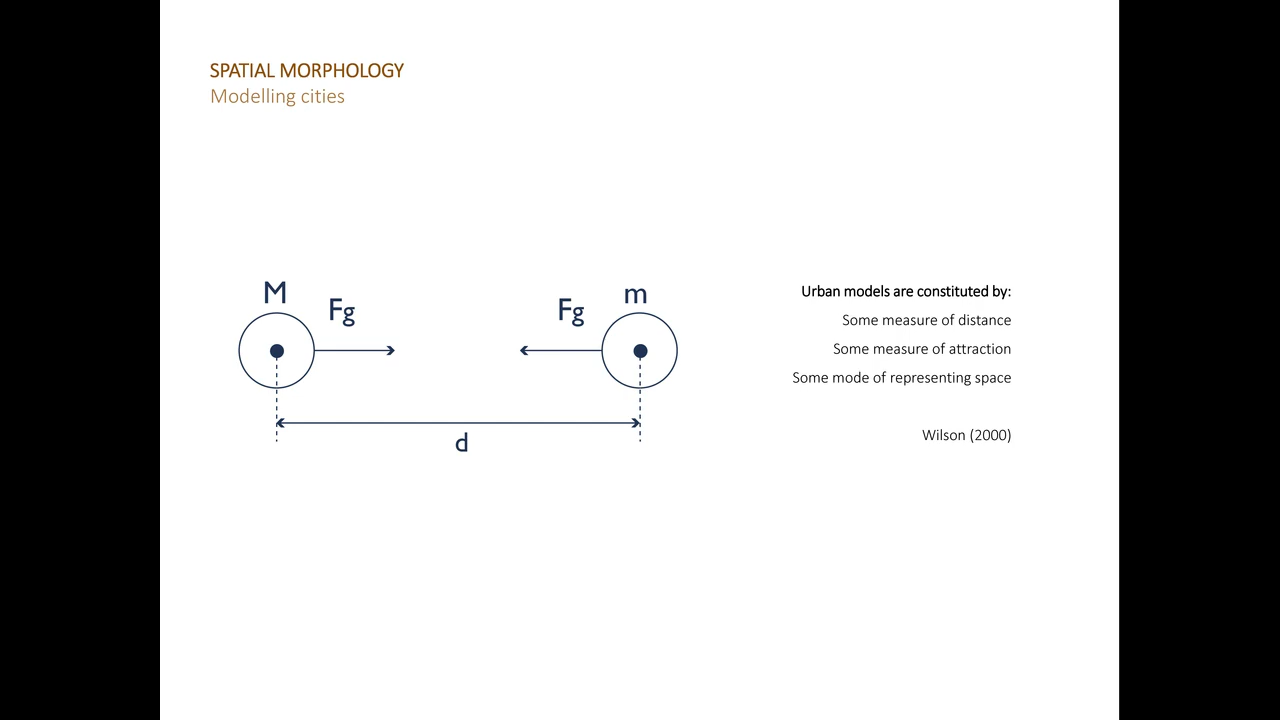 SPATIAL MORPHOLOGY
Modelling cities
M
Fg
Fg
m
d
Urban models are constituted by:
Some measure of distance
Some measure of attraction
Some mode of representing space
Wilson (2000)